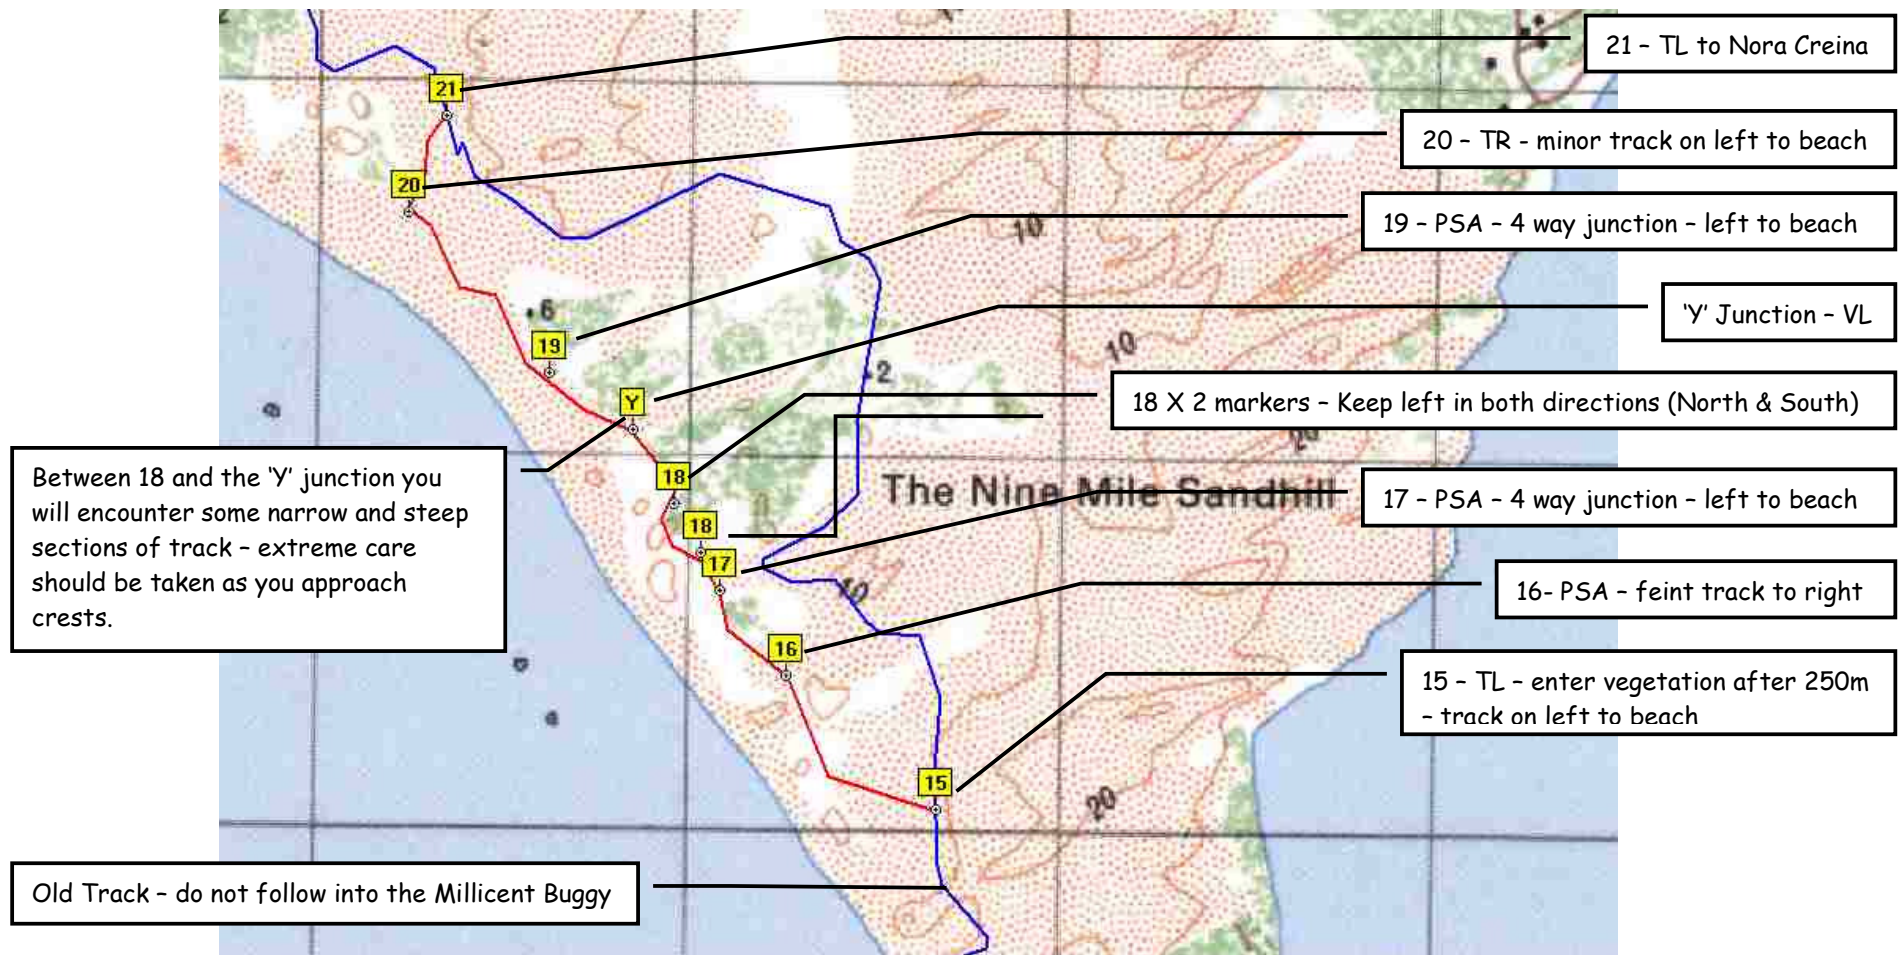 21 – TL to Nora Creina
21
20 – TR - minor track on left to beach
20
19 – PSA – 4 way junction – left to beach
10
'Y' Junction – VL
6
19
10
2
Y
18 X 2 markers – Keep left in both directions (North & South)
20
Between 18 and the 'Y' junction you
will encounter some narrow and steep
sections of track – extreme care
should be taken as you approach
crests.
18
The Nine Mile Sandhill
17 – PSA – 4 way junction – left to beach
18
17
10
16- PSA – feint track to right
16
15 – TL – enter vegetation after 250m
– track on left to beach
15
20
Old Track – do not follow into the Millicent Buggy